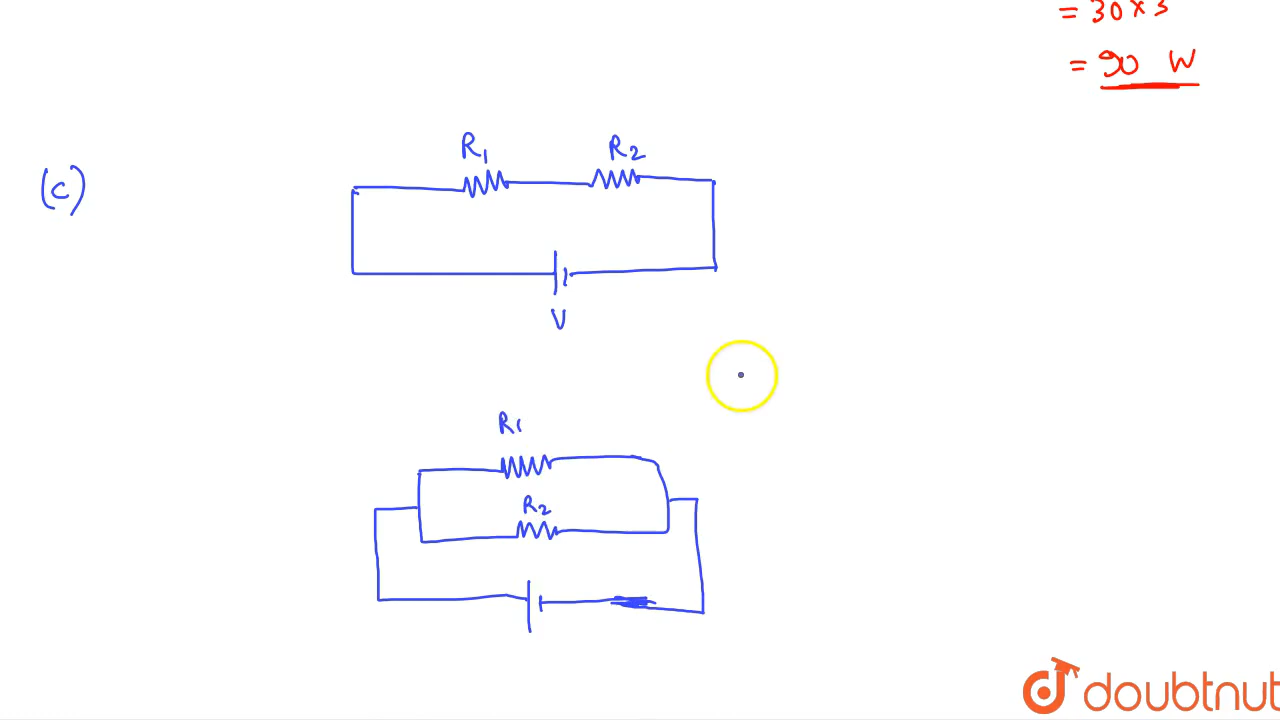 = 30 × 3
= 90 W
(c)
R1 R2
V
R1
R2
doubtnut